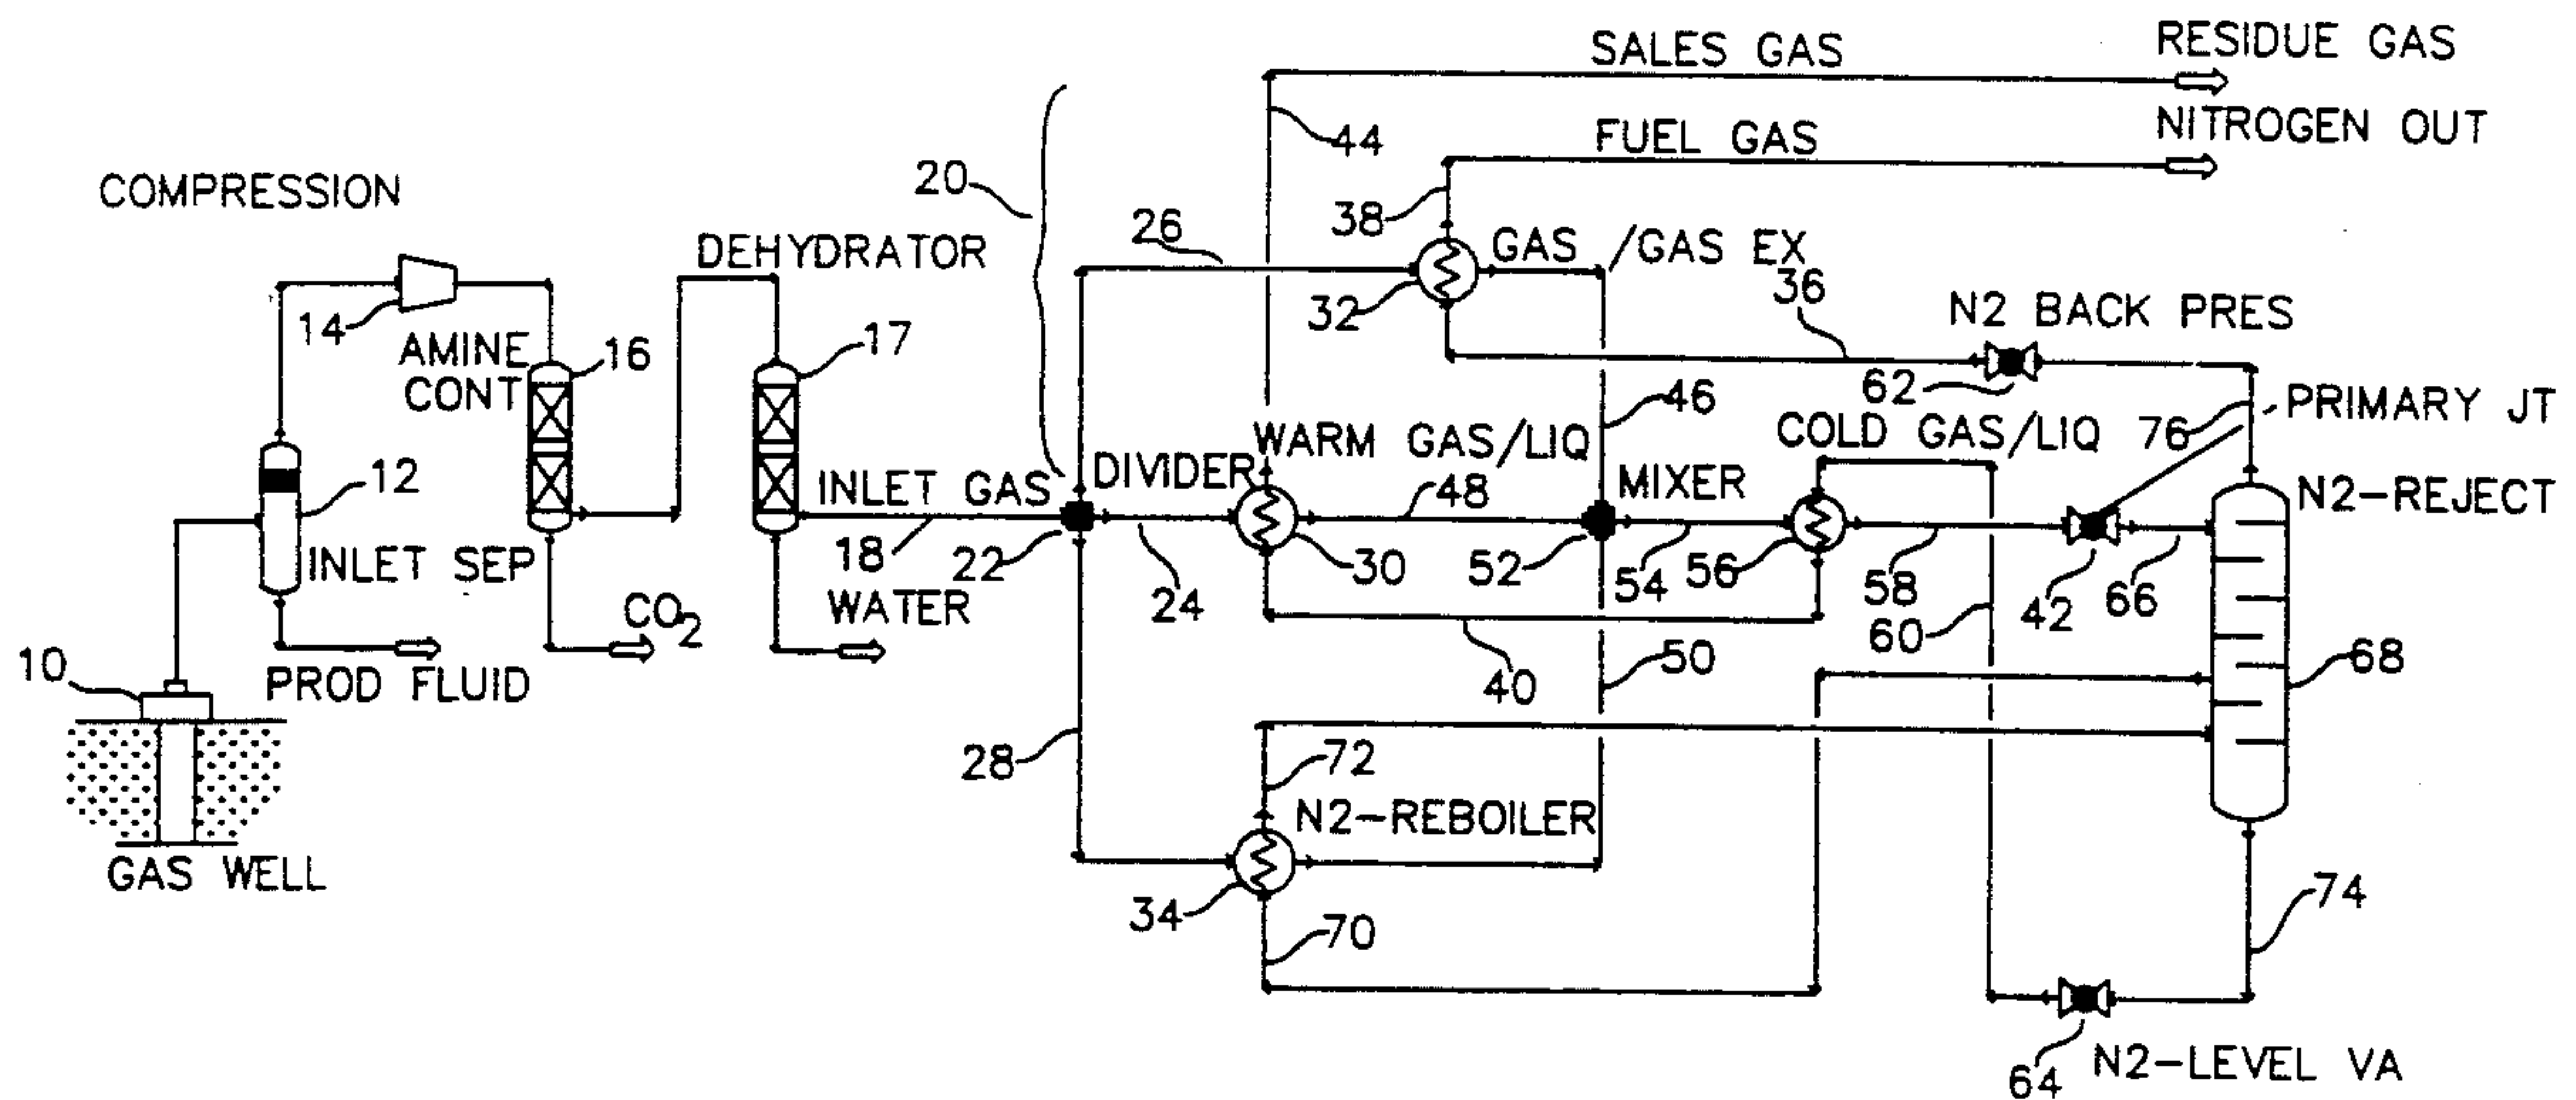 SALES GAS
RESIDUE GAS
44
FUEL GAS
NITROGEN OUT
COMPRESSION
20
38
26
GAS /GAS EX
DEHYDRATOR
32
36
N2 BACK PRES
14
AMINE
CONT
16
17
62
46
PRIMARY JT
76
WARM GAS/LIQ
COLD GAS/LIQ
12
INLET GAS
DIVIDER
48
MIXER
N2-REJECT
INLET SEP
18
22
24
30
52
54
56
58
42
66
CO2
WATER
60
10
PROD FLUID
40
50
68
28
72
N2-REBOILER
GAS WELL
34
70
74
64
N2-LEVEL VA